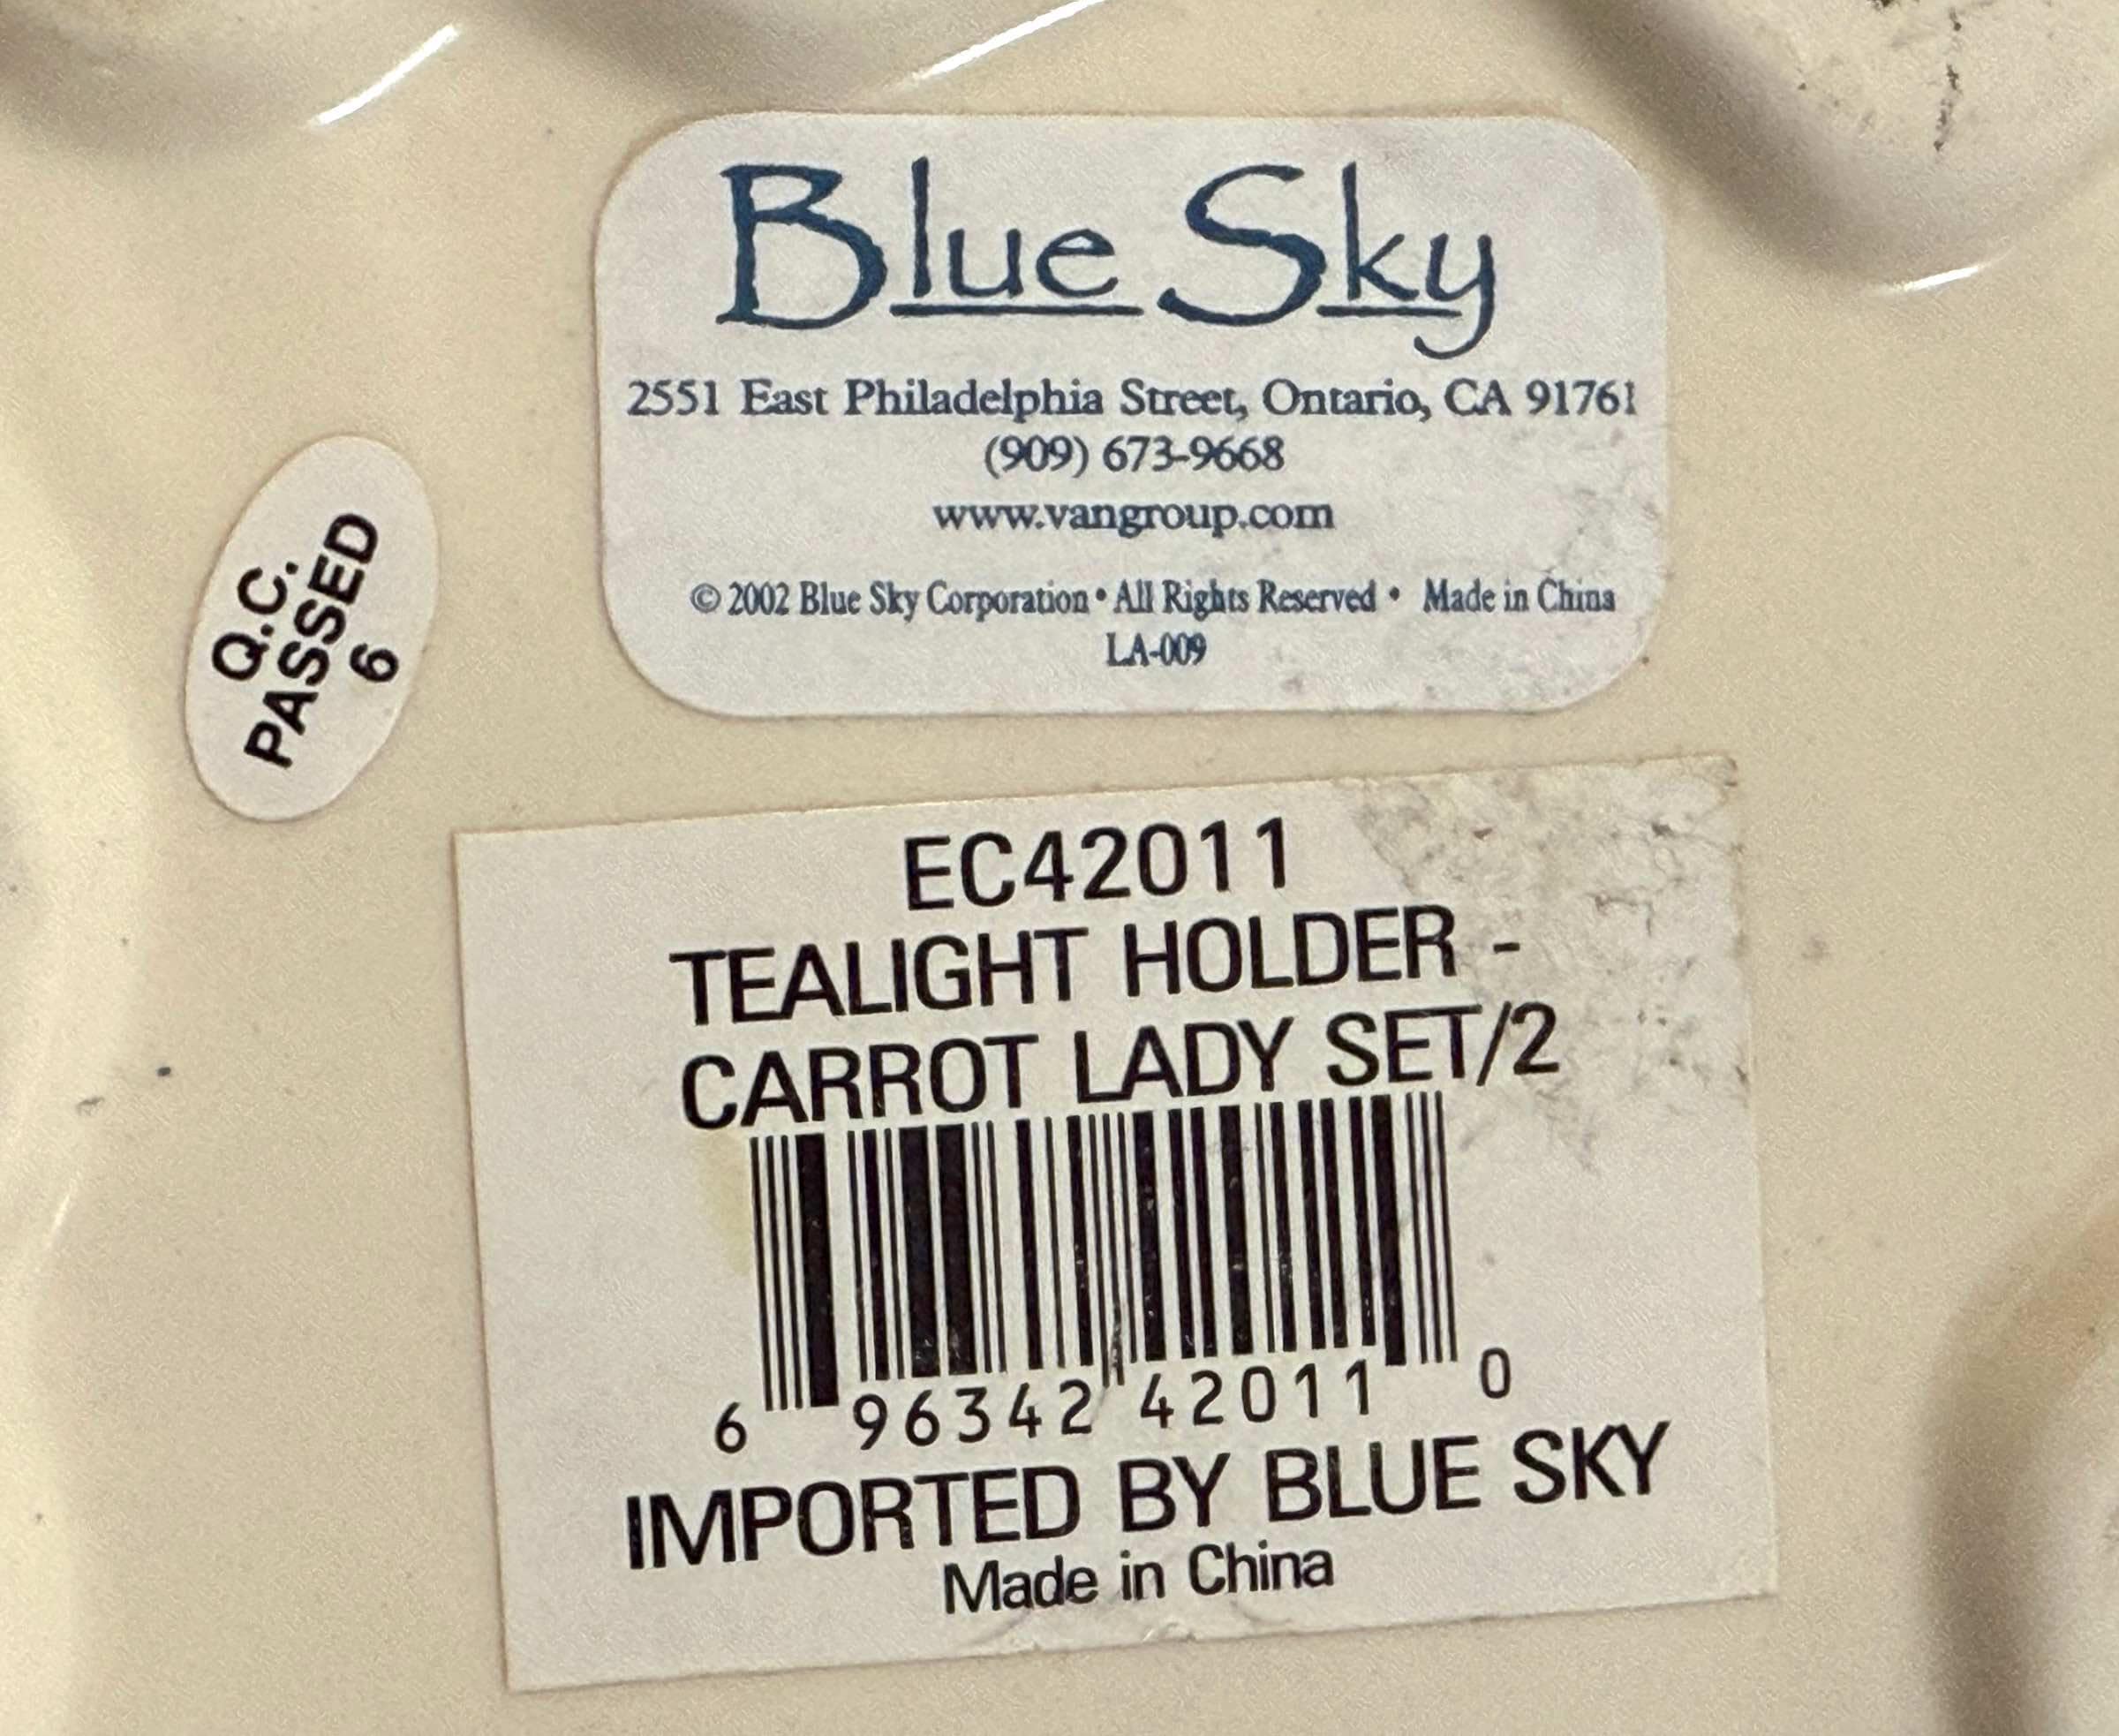 Blue Sky
2551 East Philadelphia Street, Ontario, CA 91761
(909) 673-9668
www.vangroup.com
© 2002 Blue Sky Corporation • All Rights Reserved • Made in China
LA-009
Q.C.
PASSED
6
EC42011
TEALIGHT HOLDER -
CARROT LADY SET/2
6 96342 42011 0
IMPORTED BY BLUE SKY
Made in China